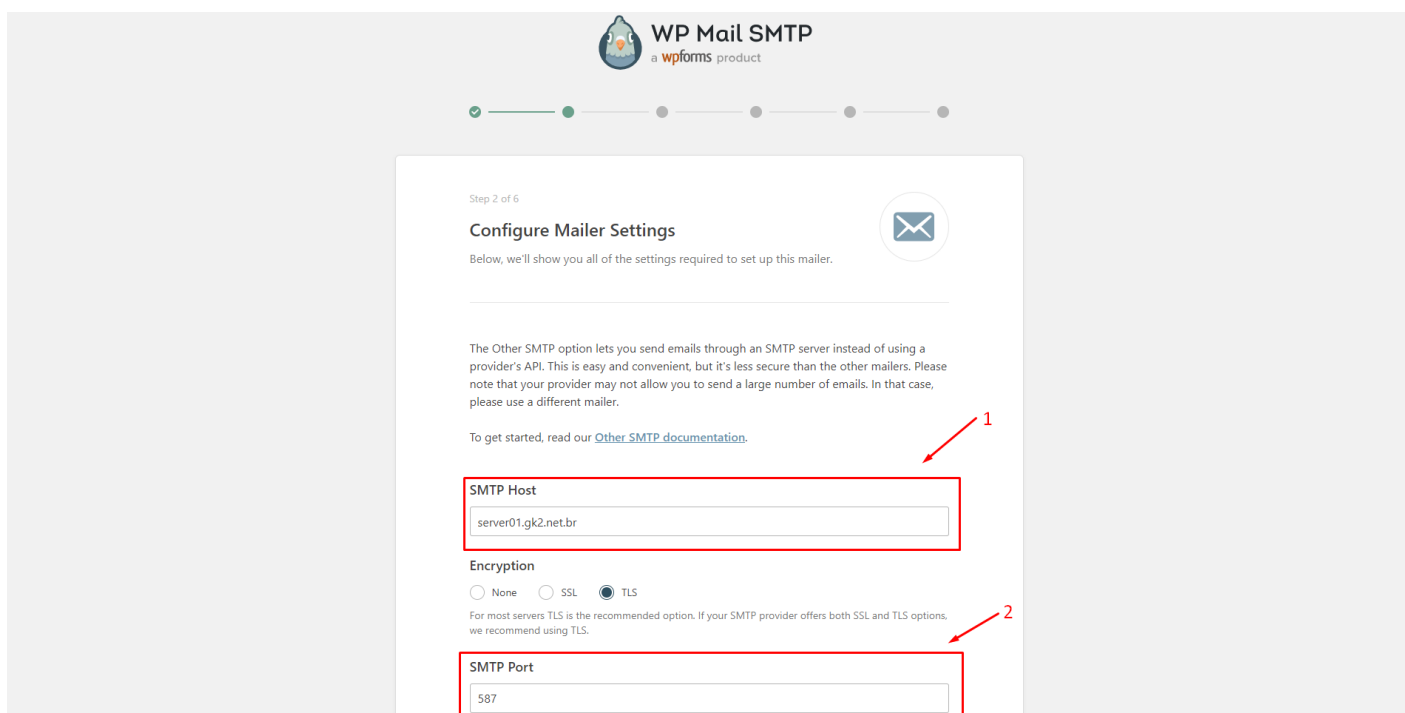 WP Mail SMTP
a wpforms product
Step 2 of 6
Configure Mailer Settings
Below, we'll show you all of the settings required to set up this mailer.
The Other SMTP option lets you send emails through an SMTP server instead of using a
provider's API. This is easy and convenient, but it's less secure than the other mailers. Please
note that your provider may not allow you to send a large number of emails. In that case,
please use a different mailer.
1
To get started, read our Other SMTP documentation.
SMTP Host
server01.gk2.net.br
Encryption
None SSL TLS
For most servers TLS is the recommended option. If your SMTP provider offers both SSL and TLS options,
we recommend using TLS.
2
SMTP Port
587